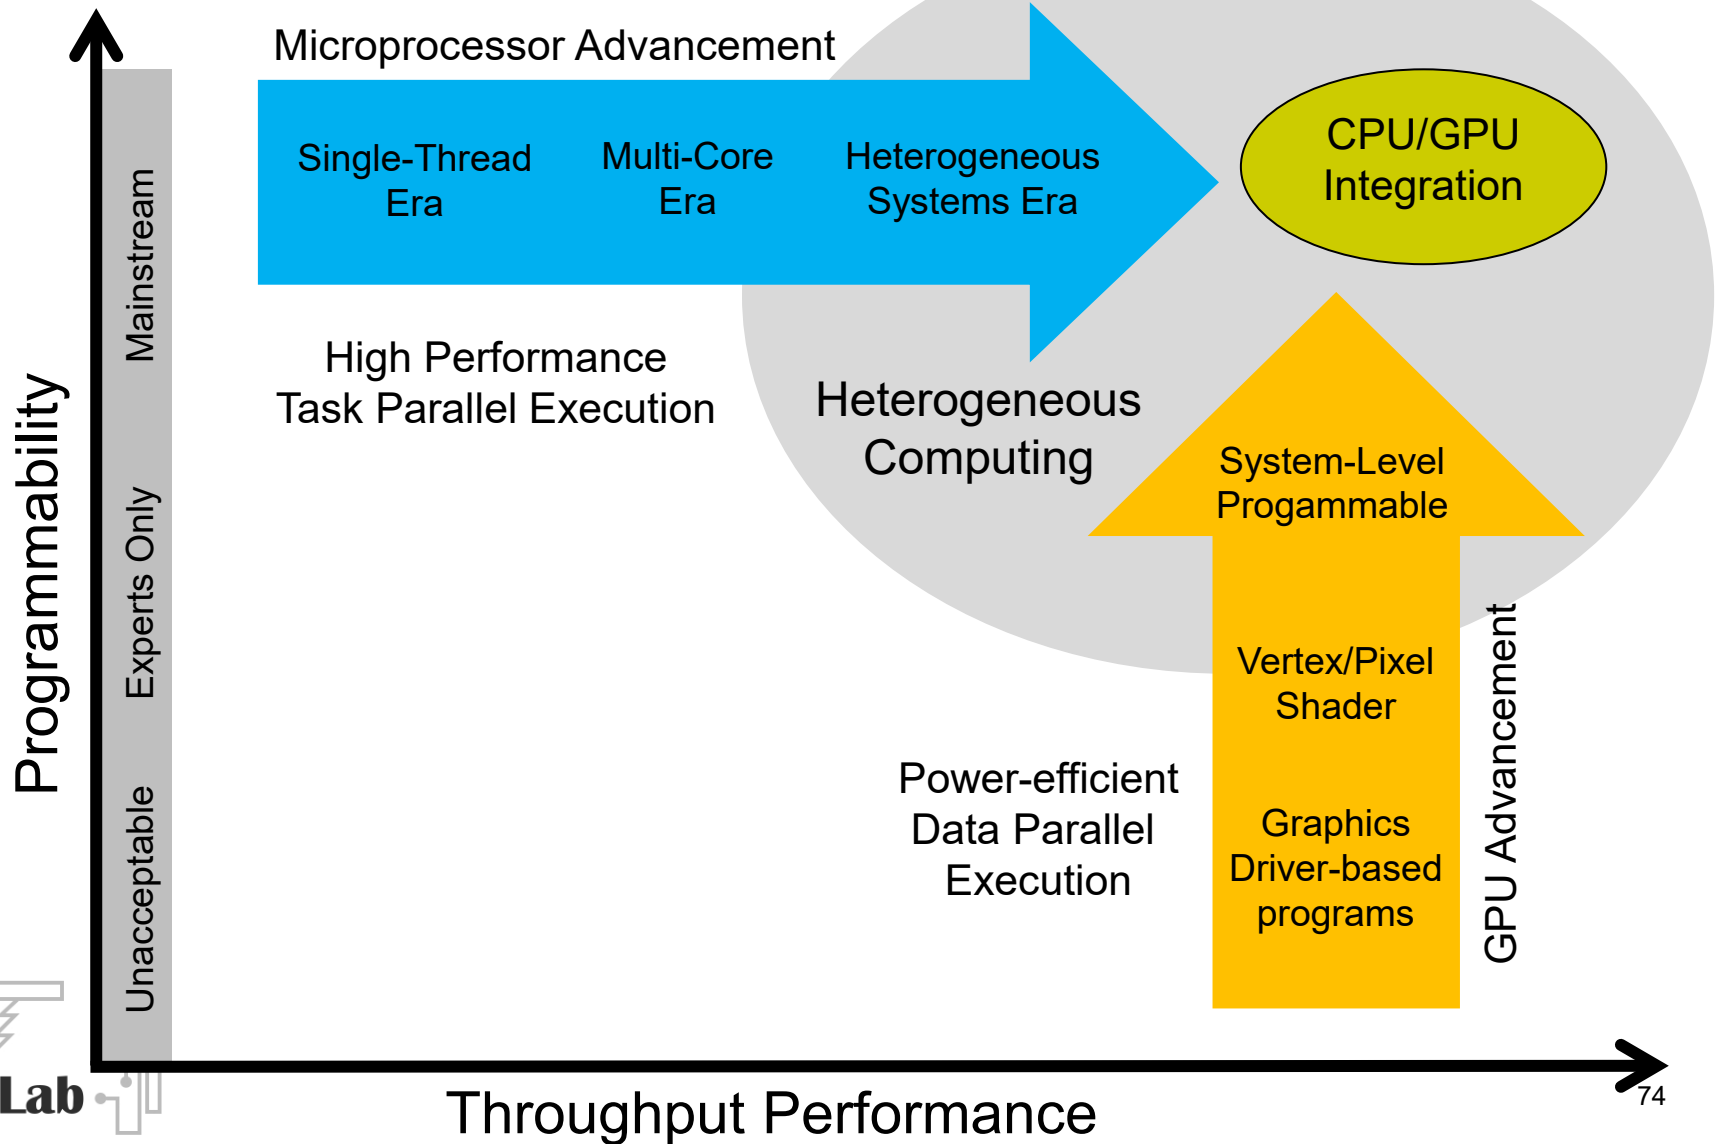 Microprocessor Advancement
Single-Thread
Era
Multi-Core
Era
Heterogeneous
Systems Era
CPU/GPU
Integration
High Performance
Task Parallel Execution
Heterogeneous
Computing
System-Level
Progammable
Vertex/Pixel
Shader
Graphics
Driver-based
programs
Power-efficient
Data Parallel
Execution
GPU Advancement
Programmability
Mainstream
Experts Only
Unacceptable
Throughput Performance
Lab
74